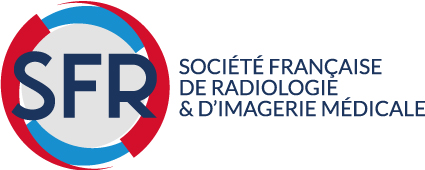 SFR
SOCIÉTÉ FRANÇAISE
DE RADIOLOGIE
& D'IMAGERIE MÉDICALE